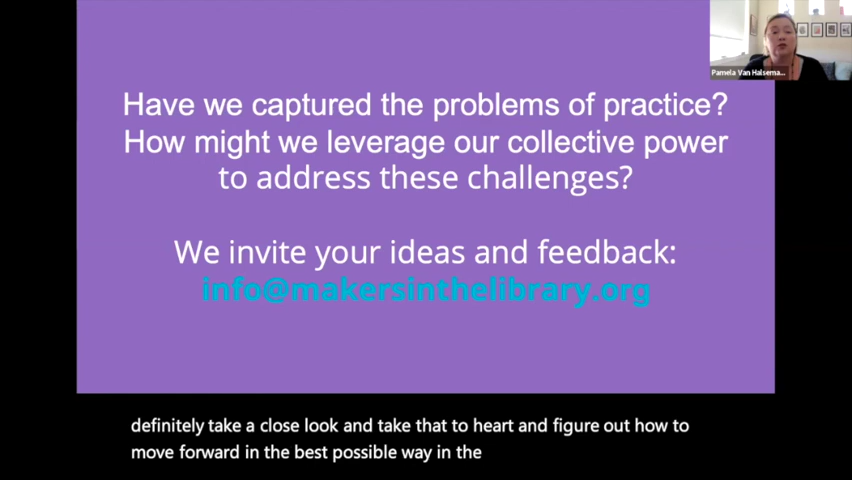 Pamela Van Halsema...
Have we captured the problems of practice?
How might we leverage our collective power
to address these challenges?
We invite your ideas and feedback:
info@makersinthelibrary.org
definitely take a close look and take that to heart and figure out how to
move forward in the best possible way in the